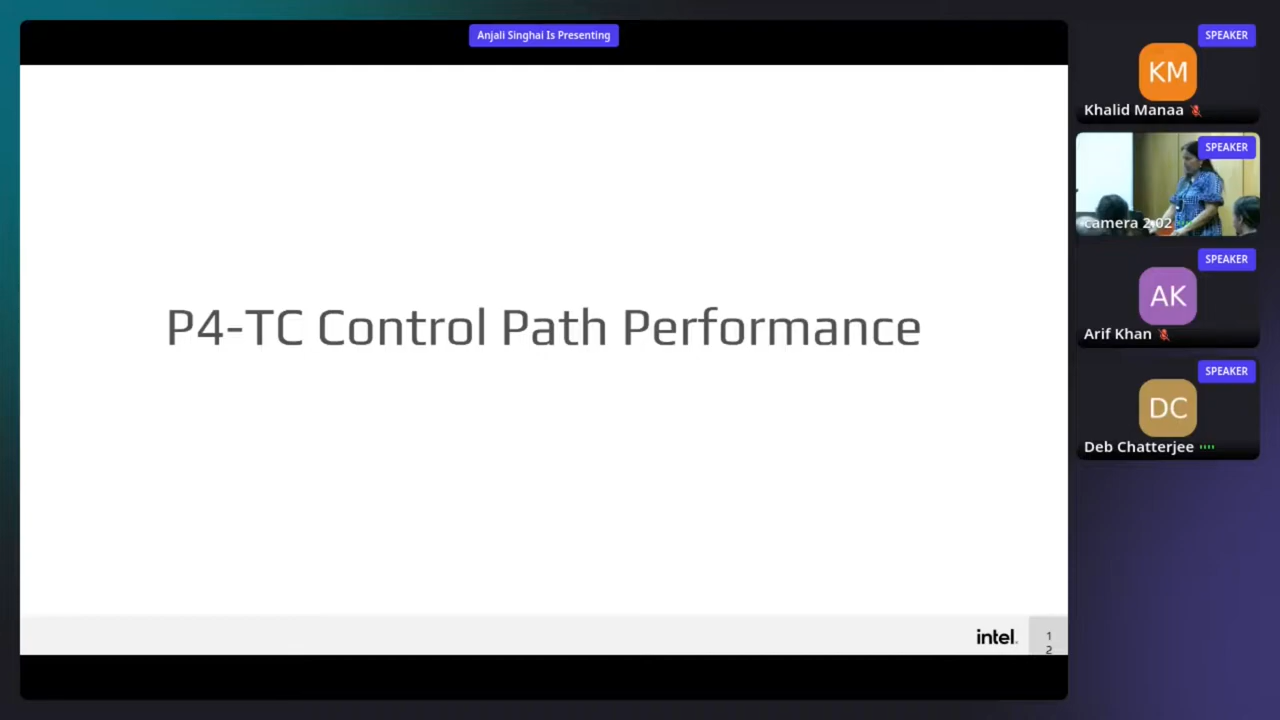 Anjali Singhai Is Presenting
P4-TC Control Path Performance
intel.
1
2
SPEAKER
KM
Khalid Manaa
SPEAKER
camera 2.02
SPEAKER
AK
Arif Khan
SPEAKER
DC
Deb Chatterjee